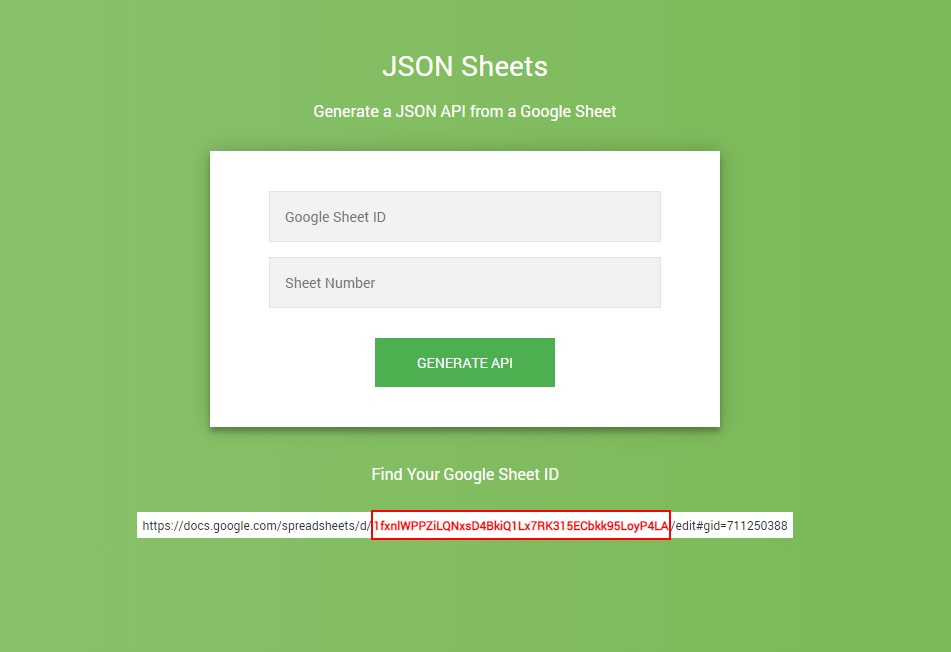 JSON Sheets
Generate a JSON API from a Google Sheet
Google Sheet ID
Sheet Number
GENERATE API
Find Your Google Sheet ID
https://docs.google.com/spreadsheets/d/1fxnlWPPZiLQNxsD4BkiQ1Lx7RK315ECbkk95LoyP4LA/edit#gid=711250388